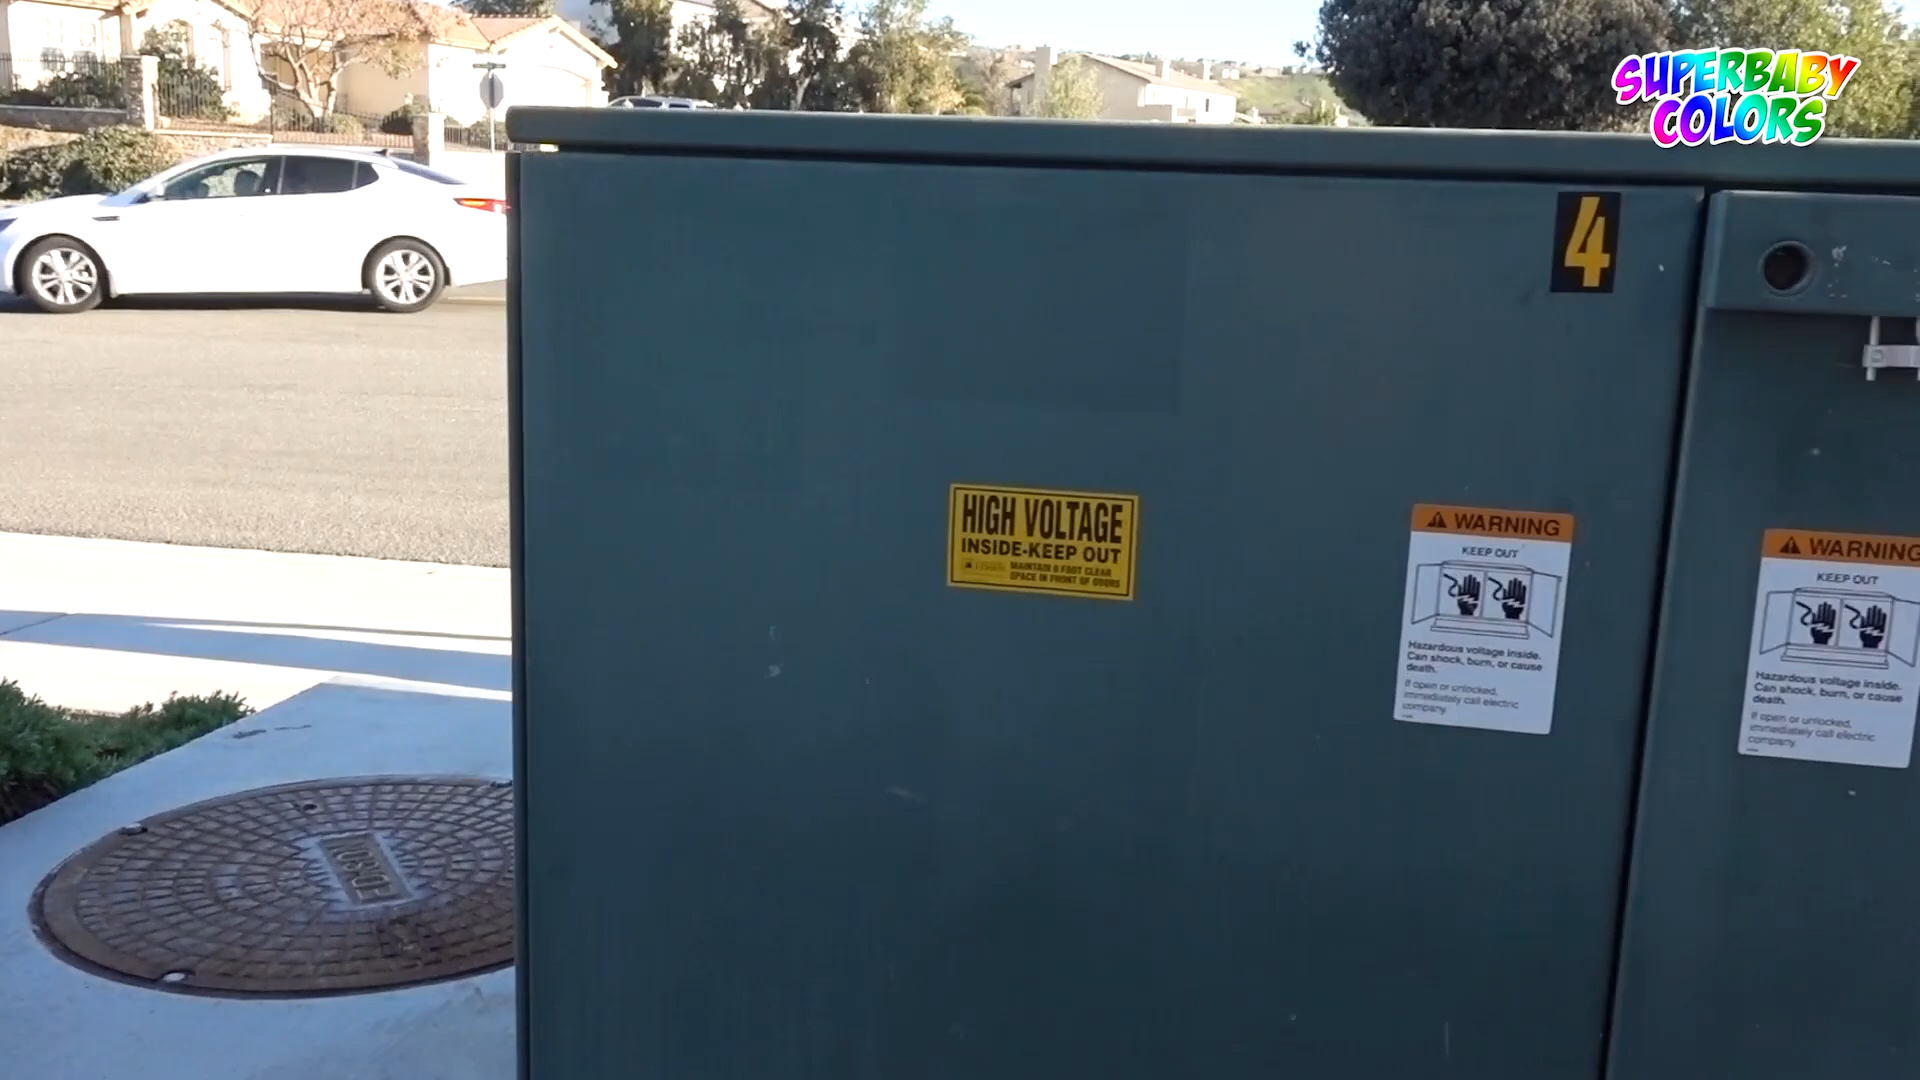 SUPERBABY
COLORS
4
HIGH VOLTAGE
INSIDE-KEEP OUT
MAINTAIN 8 FOOT CLEAR
SPACE IN FRONT OF DOORS
WARNING
KEEP OUT
Hazardous voltage inside.
Can shock, burn, or cause
death.
If open or unlocked,
immediately call electric
company.
WARNING
KEEP OUT
Hazardous voltage inside.
Can shock, burn, or cause
death.
If open or unlocked,
immediately call electric
company.
EDISON